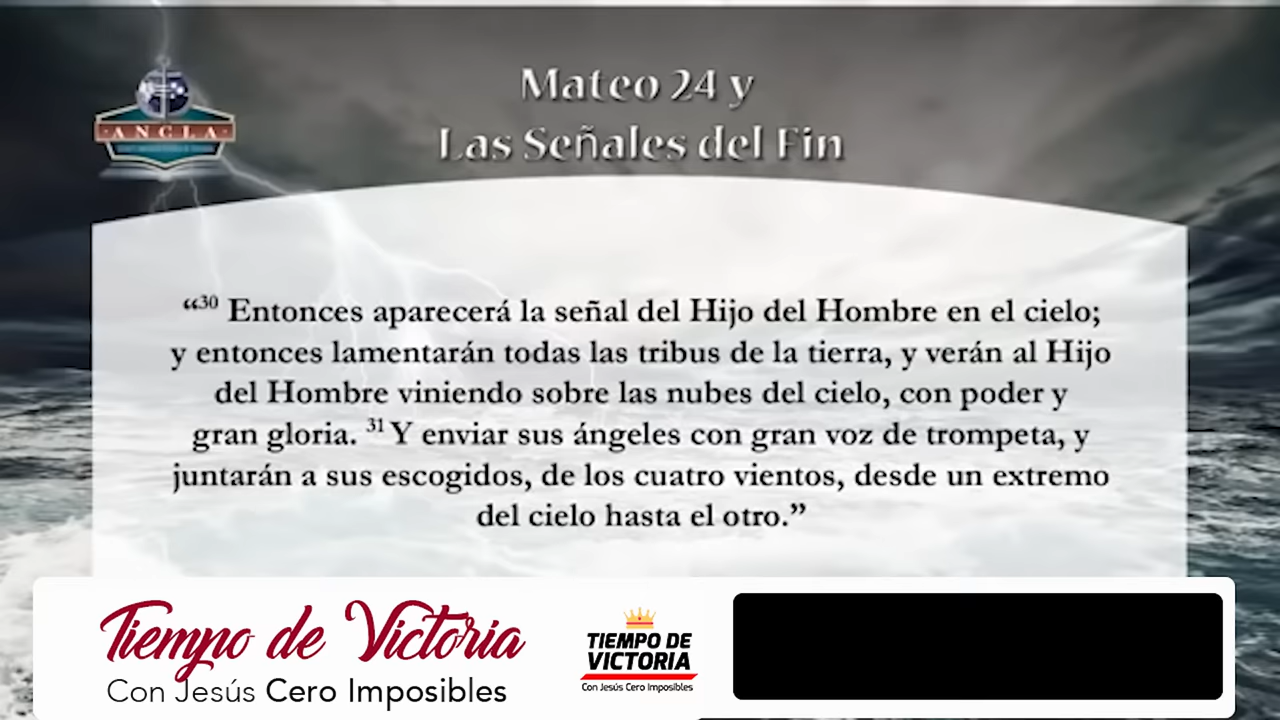 Mateo 24 y
Las Señales del Fin
ANCLA
“30 Entonces aparecerá la señal del Hijo del Hombre en el cielo;
y entonces lamentarán todas las tribus de la tierra, y verán al Hijo
del Hombre viniendo sobre las nubes del cielo, con poder y
gran gloria. 31 Y enviar sus ángeles con gran voz de trompeta, y
juntarán a sus escogidos, de los cuatro vientos, desde un extremo
del cielo hasta el otro.”
Tiempo de Victoria
Con Jesús Cero Imposibles
TIEMPO DE
VICTORIA
Con Jesús Cero Imposibles